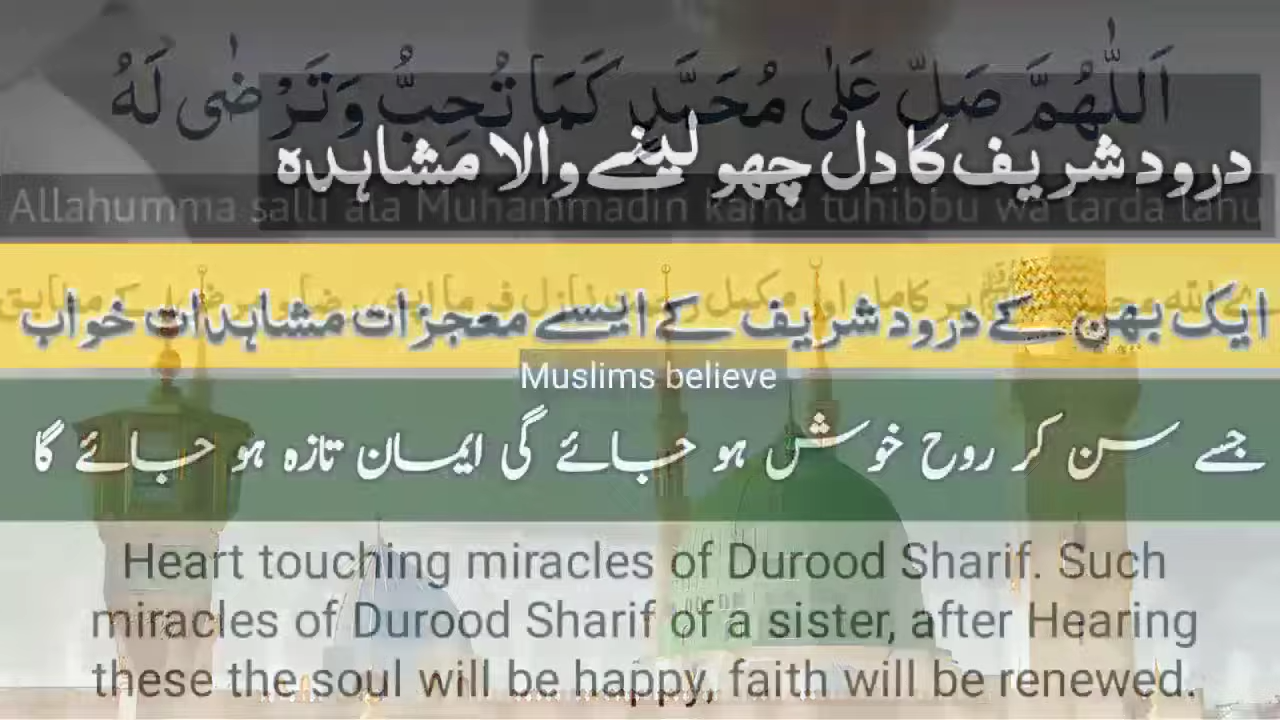 اَللّٰهُمَّ صَلِّ عَلٰى مُحَمَّدٍ كَمَا تُحِبُّ وَتَرْضٰى لَهُ
درود شریف کا دل چھو لینے والا مشاہدہ
Allahumma salli ala Muhammadin kama tuhibbu wa tarda lahu
ایک بہن کے درود شریف کے ایسے معجزات مشاہدات خواب
Muslims believe
جسے سن کر روح خوش ہو جائے گی ایمان تازہ ہو جائے گا
Heart touching miracles of Durood Sharif. Such
miracles of Durood Sharif of a sister, after Hearing
these the soul will be happy, faith will be renewed.